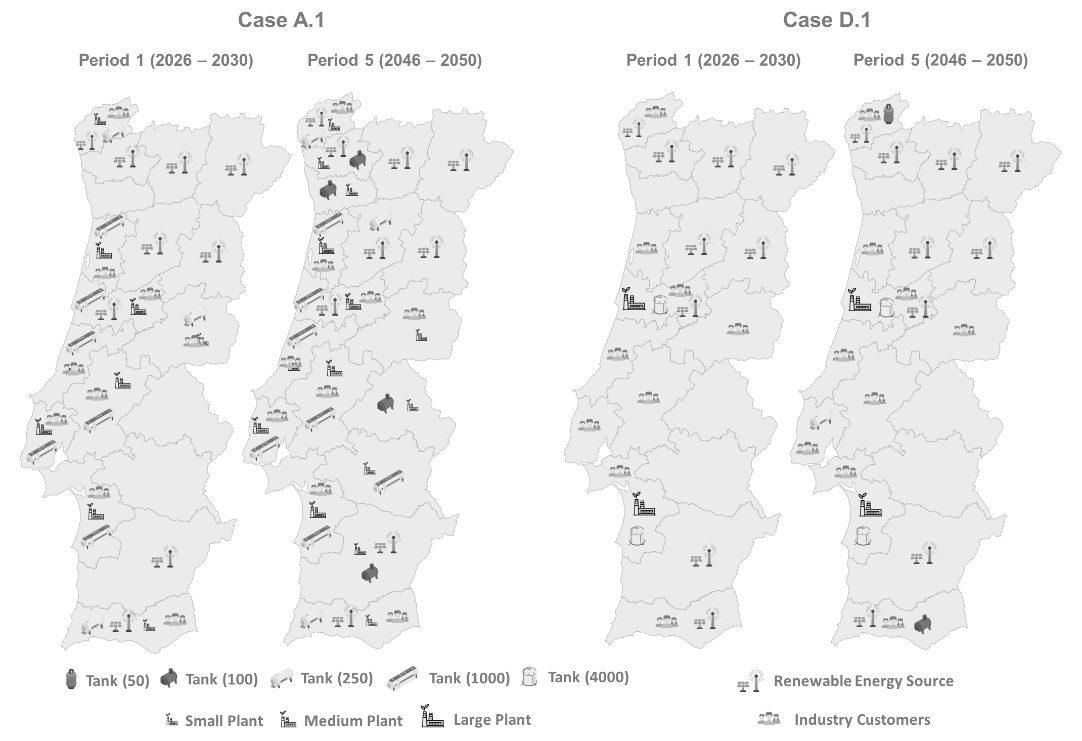 Case A.1
Case D.1
Period 1 (2026 – 2030)
Period 5 (2046 – 2050)
Period 1 (2026 – 2030)
Period 5 (2046 – 2050)
Tank (50)
Tank (100)
Tank (250)
Tank (1000)
Tank (4000)
Renewable Energy Source
Small Plant
Medium Plant
Large Plant
Industry Customers